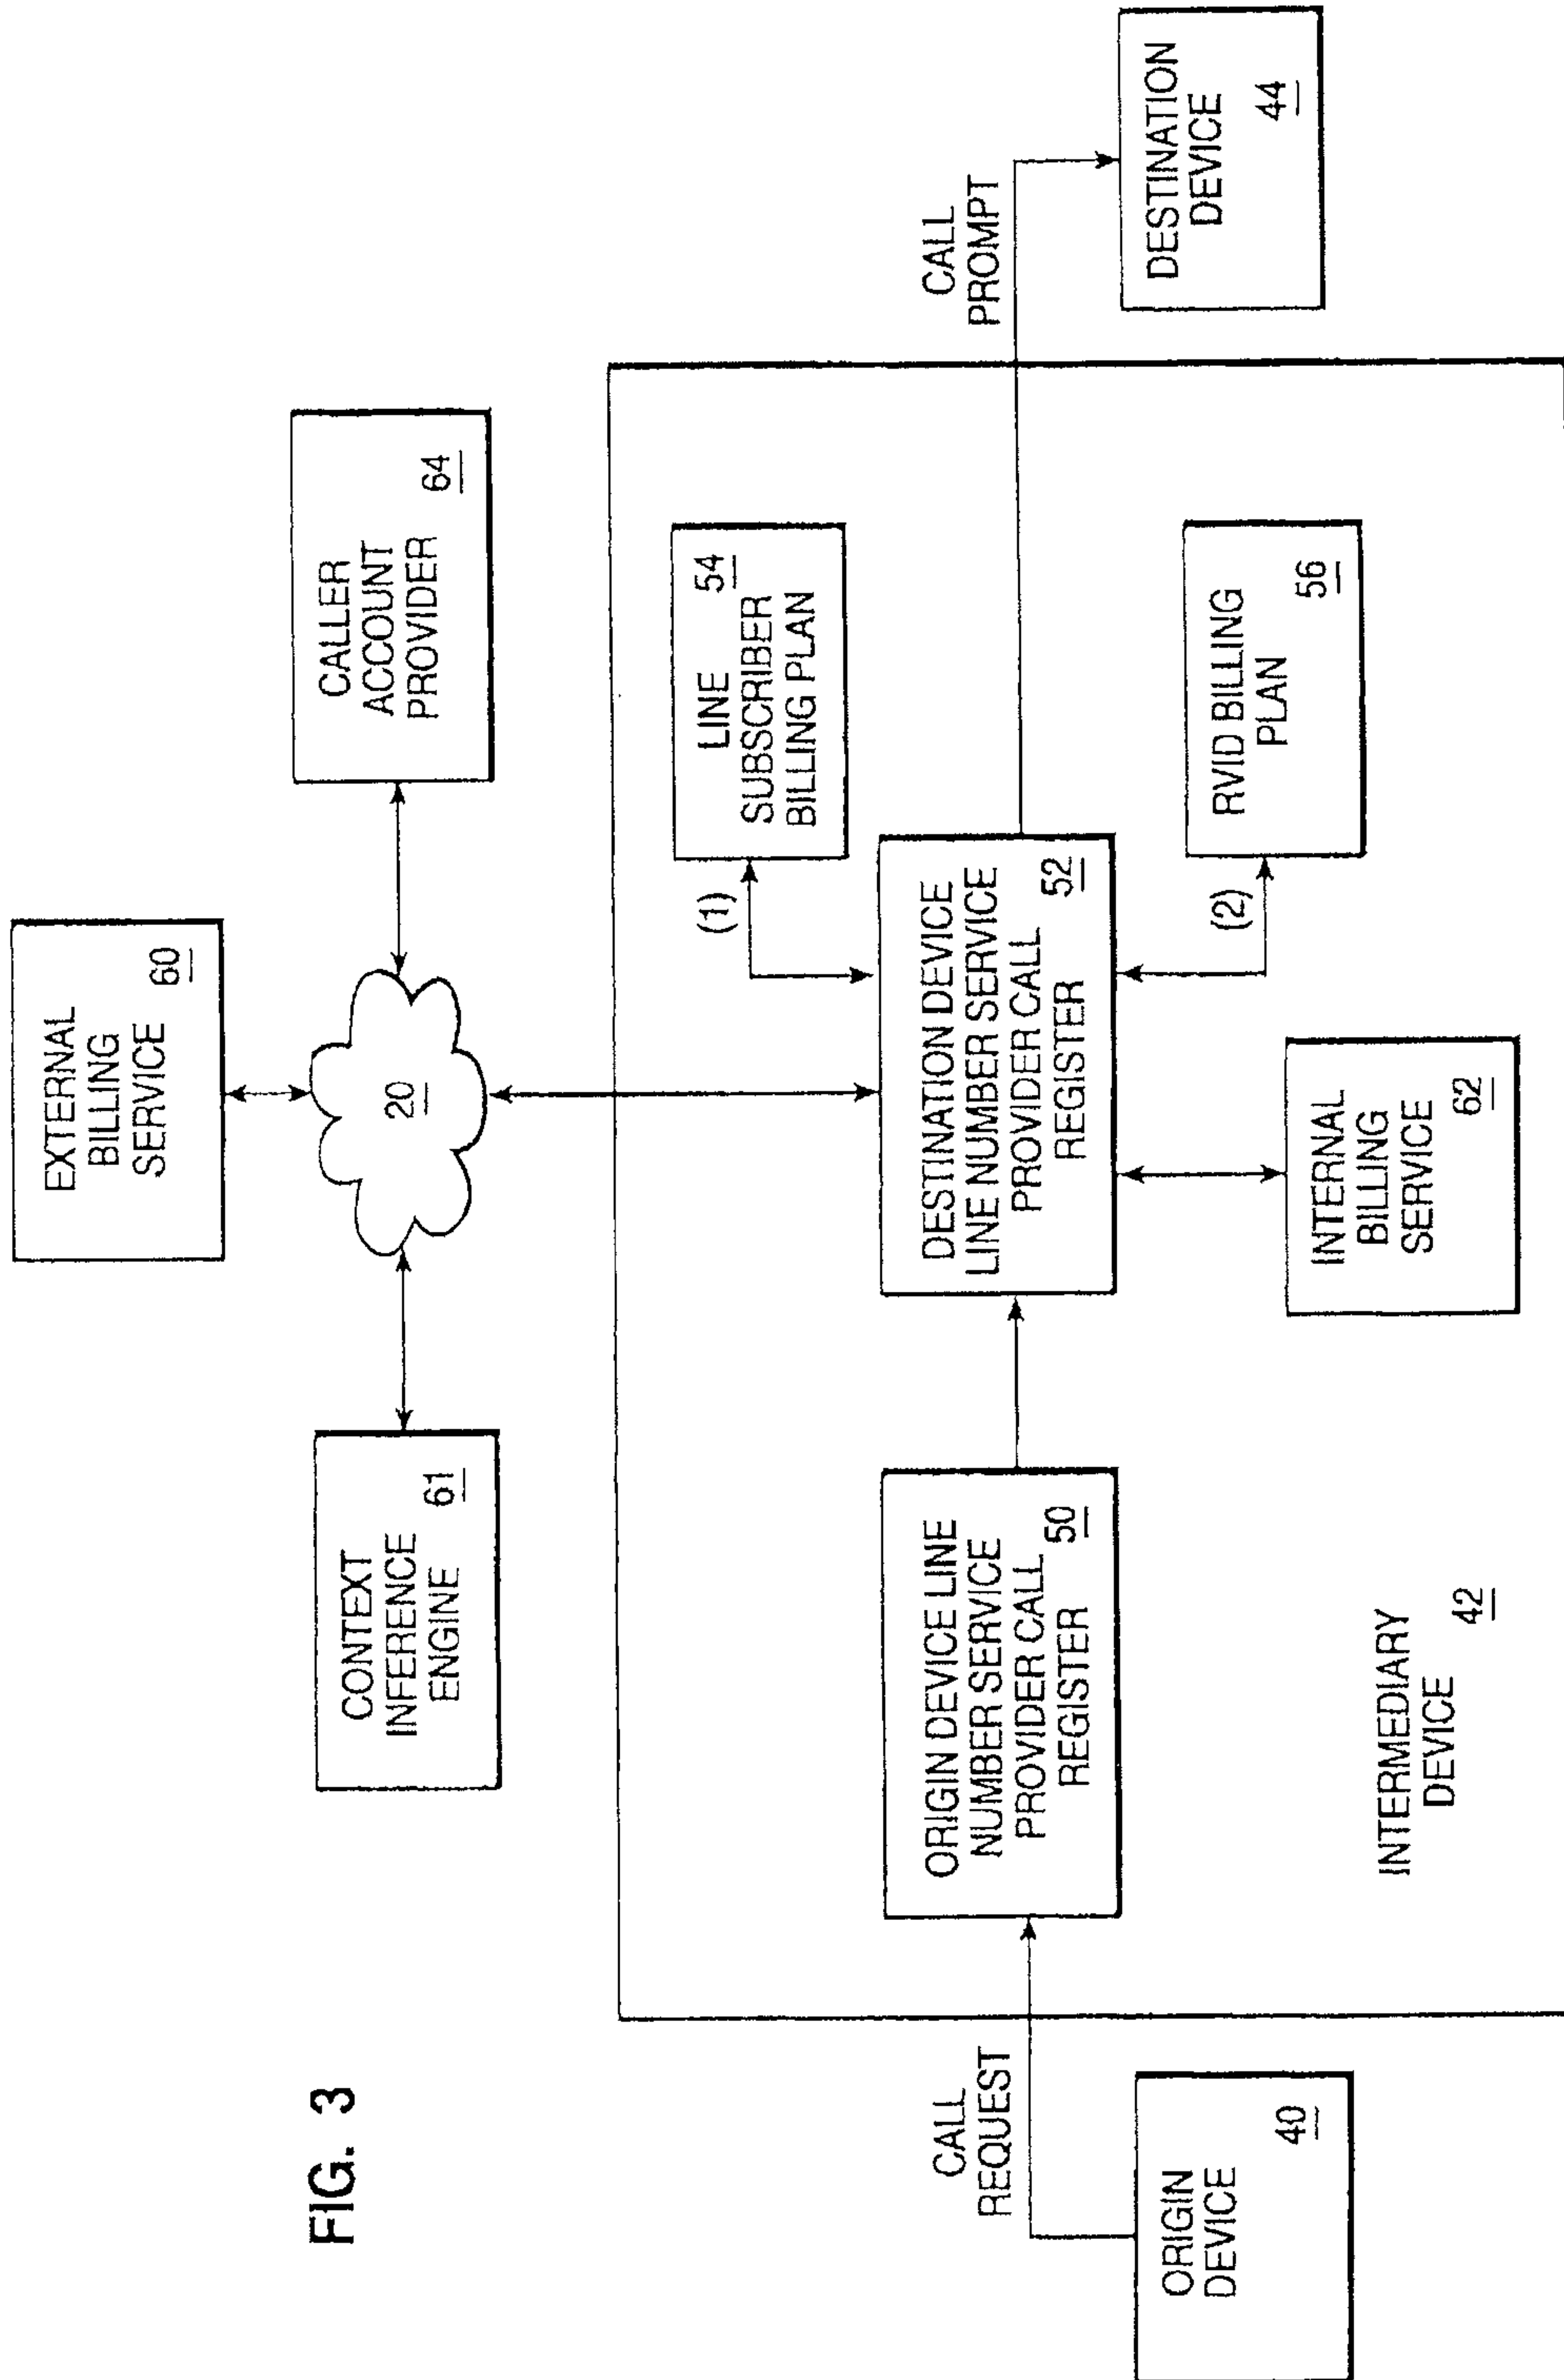 FIG. 3
EXTERNAL
BILLING
SERVICE
60
CONTEXT
INFERENCE
ENGINE
61
20
CALLER
ACCOUNT
PROVIDER
64
CALL
REQUEST
ORIGIN
DEVICE
40
ORIGIN DEVICE LINE
NUMBER SERVICE
PROVIDER CALL
REGISTER
50
DESTINATION DEVICE
LINE NUMBER SERVICE
PROVIDER CALL
REGISTER
52
(1)
LINE
SUBSCRIBER
BILLING PLAN
54
(2)
RVID BILLING
PLAN
56
INTERNAL
BILLING
SERVICE
62
INTERMEDIARY
DEVICE
42
CALL
PROMPT
DESTINATION
DEVICE
44